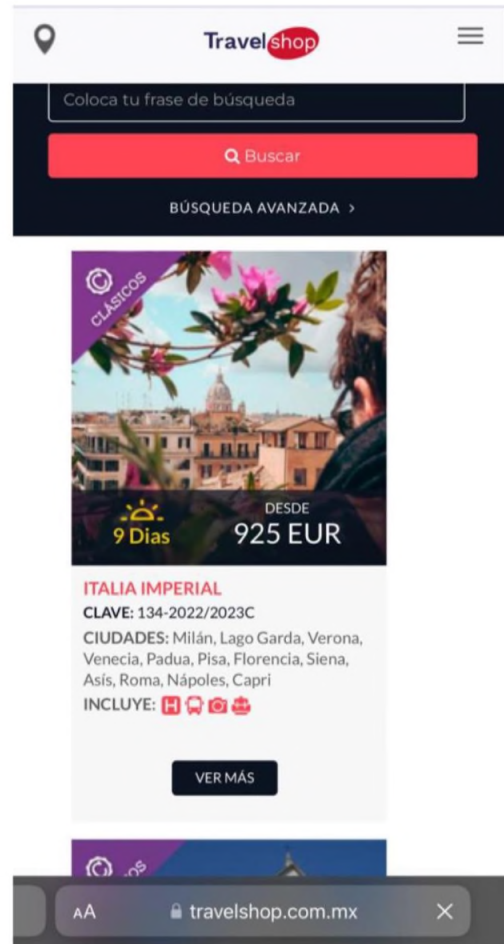 Travelshop
Coloca tu frase de búsqueda
Buscar
BÚSQUEDA AVANZADA >
CLÁSICOS
9 Dias
DESDE
925 EUR
ITALIA IMPERIAL
CLAVE: 134-2022/2023C
CIUDADES: Milán, Lago Garda, Verona,
Venecia, Padua, Pisa, Florencia, Siena,
Asís, Roma, Nápoles, Capri
INCLUYE: H
VER MÁS
AA travelshop.com.mx